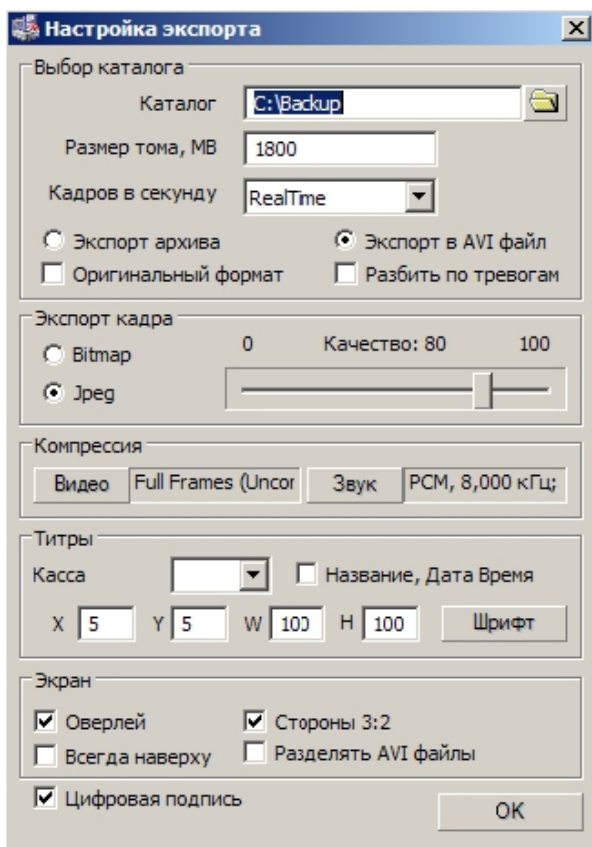 Настройка экспорта
Выбор каталога
Каталог C:\Backup
Размер тома, МВ 1800
Кадров в секунду RealTime
Экспорт архива Экспорт в AVI файл
Оригинальный формат Разбить по тревогам
Экспорт кадра
Bitmap 0 Качество: 80 100
Jpeg
Компрессия
Видео Full Frames (Uncor Звук PCM, 8,000 кГц;
Титры
Касса Название, Дата Время
X 5 Y 5 W 100 H 100 Шрифт
Экран
Оверлей Стороны 3:2
Всегда наверху Разделять AVI файлы
Цифровая подпись OK